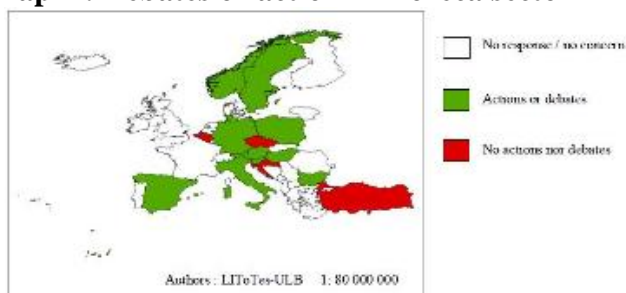 No response / no concern
Actions or debates
No actions nor debates
Authors : LIToTes-ULB 1: 80 000 000